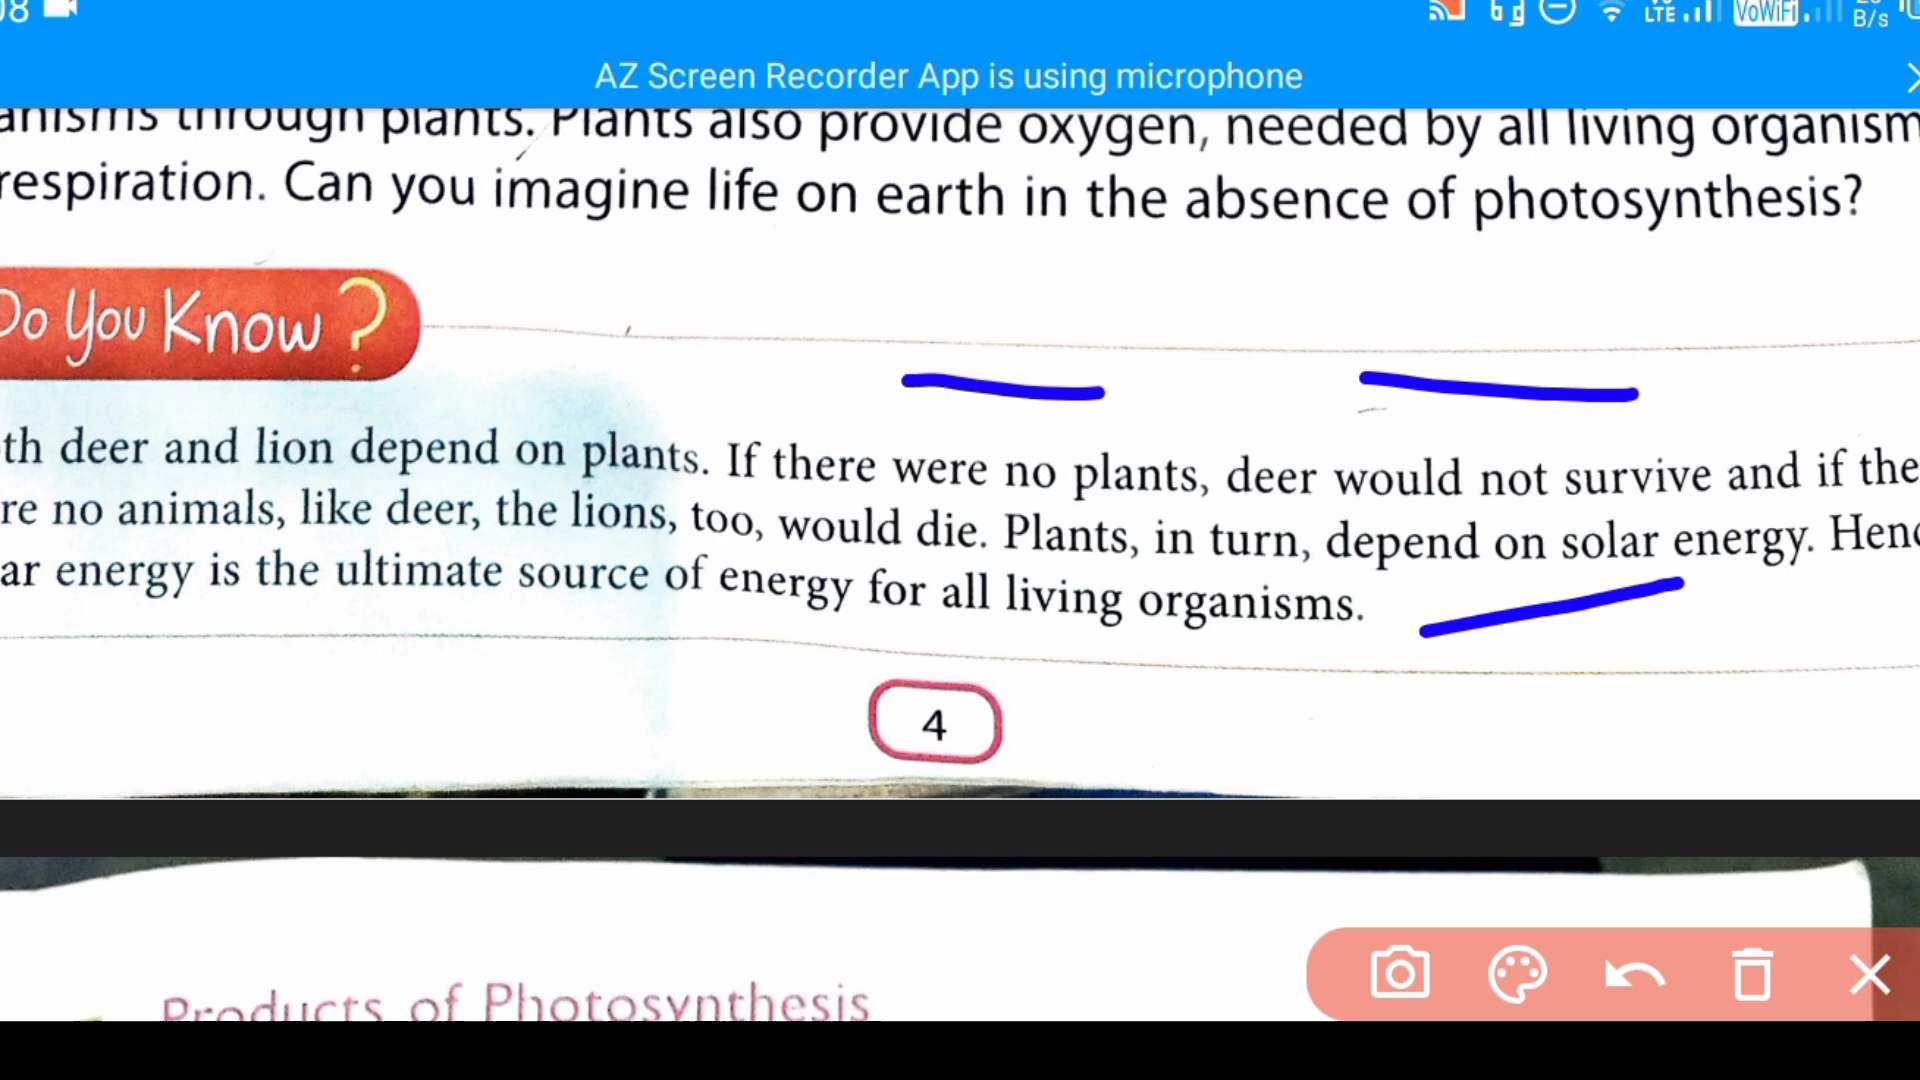 08
LTE VoWiFi B/s
AZ Screen Recorder App is using microphone
anisms through plants. Plants also provide oxygen, needed by all living organism
respiration. Can you imagine life on earth in the absence of photosynthesis?
Do You Know?
th deer and lion depend on plants. If there were no plants, deer would not survive and if the
re no animals, like deer, the lions, too, would die. Plants, in turn, depend on solar energy. Henc
ar energy is the ultimate source of energy for all living organisms.
4
Products of Photosynthesis